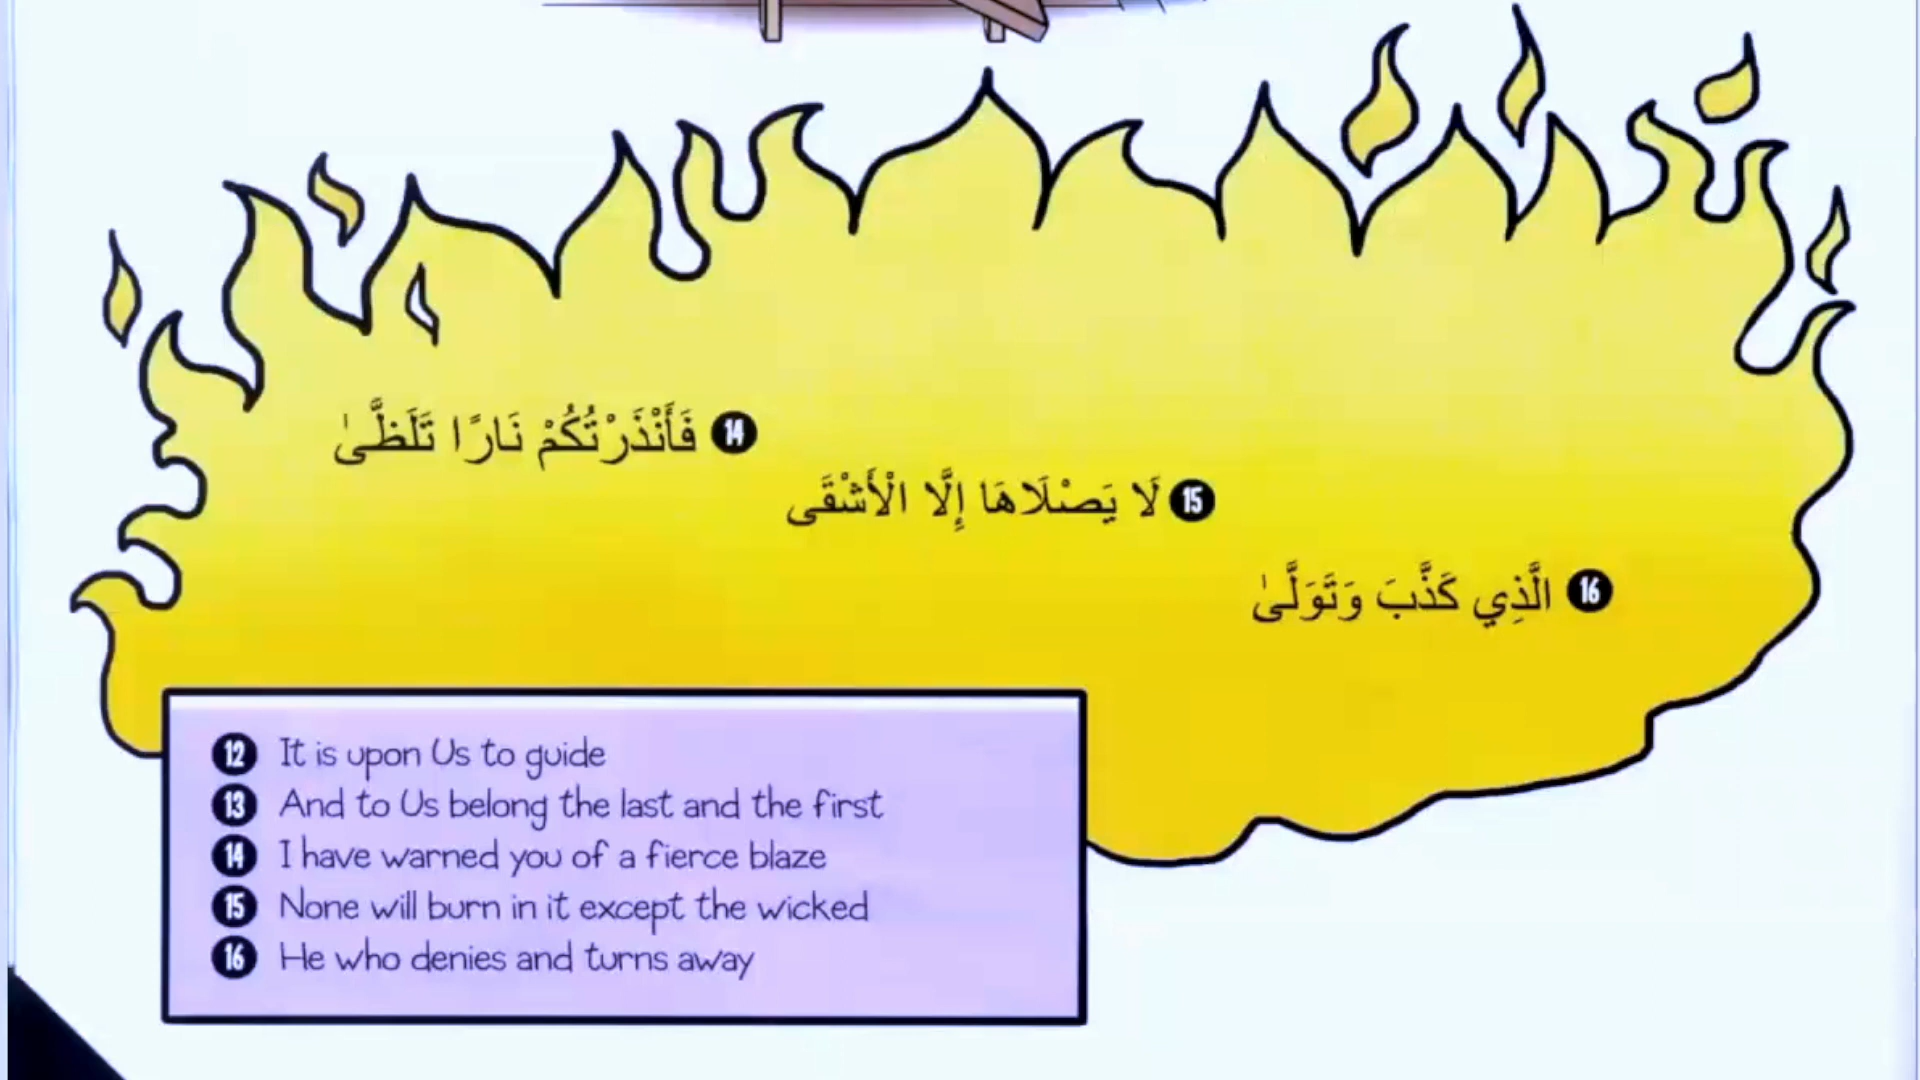 14 فَأَنْذَرْتُكُمْ نَارًا تَلَظَّىٰ
15 لَا يَصْلَاهَا إِلَّا الْأَشْقَى
16 الَّذِي كَذَّبَ وَتَوَلَّىٰ
12 It is upon Us to guide
13 And to Us belong the last and the first
14 I have warned you of a fierce blaze
15 None will burn in it except the wicked
16 He who denies and turns away